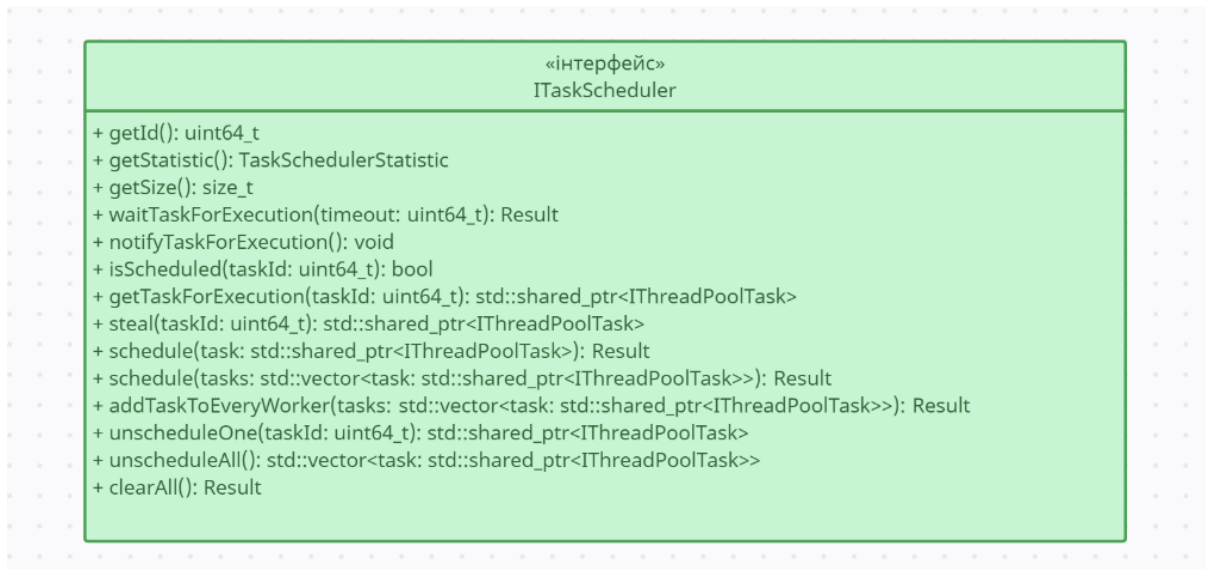 «інтерфейс»
ITaskScheduler
+ getId(): uint64_t
+ getStatistic(): TaskSchedulerStatistic
+ getSize(): size_t
+ waitTaskForExecution(timeout: uint64_t): Result
+ notifyTaskForExecution(): void
+ isScheduled(taskId: uint64_t): bool
+ getTaskForExecution(taskId: uint64_t): std::shared_ptr<IThreadPoolTask>
+ steal(taskId: uint64_t): std::shared_ptr<IThreadPoolTask>
+ schedule(task: std::shared_ptr<IThreadPoolTask>): Result
+ schedule(tasks: std::vector<task: std::shared_ptr<IThreadPoolTask>>): Result
+ addTaskToEveryWorker(tasks: std::vector<task: std::shared_ptr<IThreadPoolTask>>): Result
+ unscheduleOne(taskId: uint64_t): std::shared_ptr<IThreadPoolTask>
+ unscheduleAll(): std::vector<task: std::shared_ptr<IThreadPoolTask>>
+ clearAll(): Result